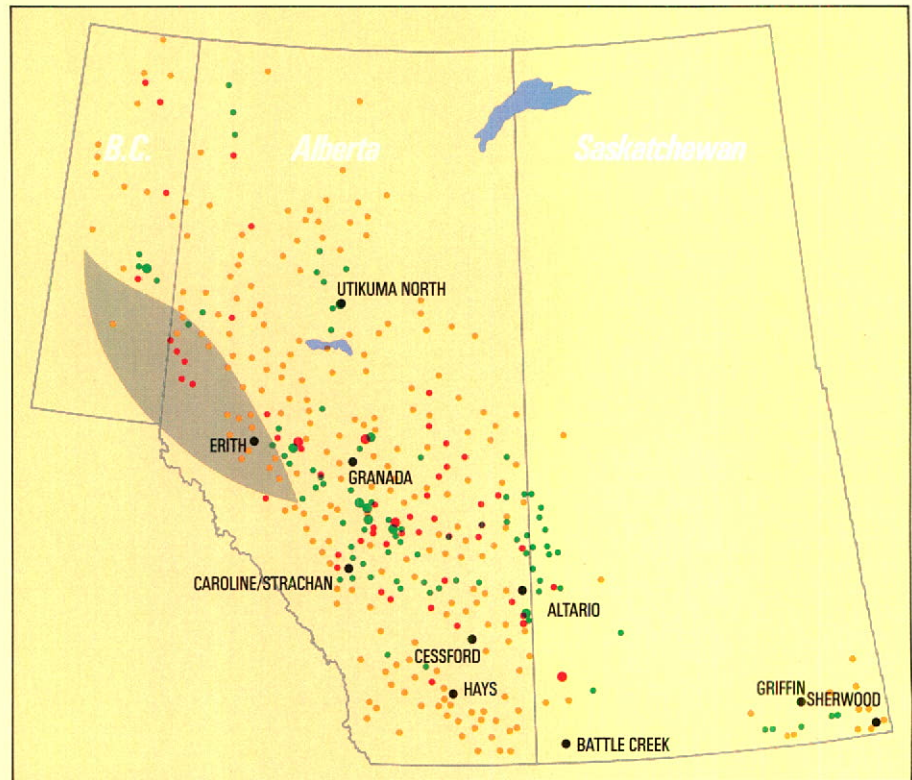 B.C.
Alberta
Saskatchewan
UTIKUMA NORTH
ERITH
GRANADA
CAROLINE/STRACHAN
ALTARIO
CESSFORD
HAYS
GRIFFIN
SHERWOOD
BATTLE CREEK